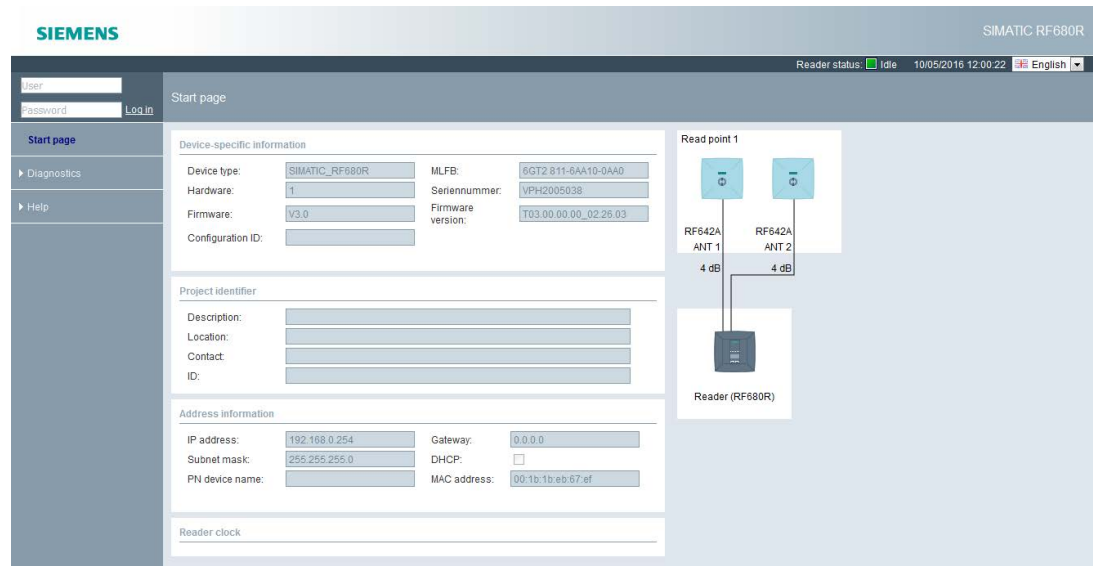 SIEMENS
SIMATIC RF680R
Reader status: Idle 10/05/2016 12:00:22 English
User
Password Log in
Start page
Start page
Diagnostics
Help
Device-specific information
Device type: SIMATIC_RF680R MLFB: 6GT2 811-6AA10-0AA0
Hardware: 1 Seriennummer: VPH2005038
Firmware: V3.0 Firmware version: T03.00.00.00_02.26.03
Configuration ID:
Project identifier
Description:
Location:
Contact:
ID:
Address information
IP address: 192.168.0.254 Gateway: 0.0.0.0
Subnet mask: 255.255.255.0 DHCP:
PN device name: MAC address: 00:1b:1b:eb:67:ef
Reader clock
Read point 1
RF642A RF642A
ANT 1 ANT 2
4 dB 4 dB
Reader (RF680R)